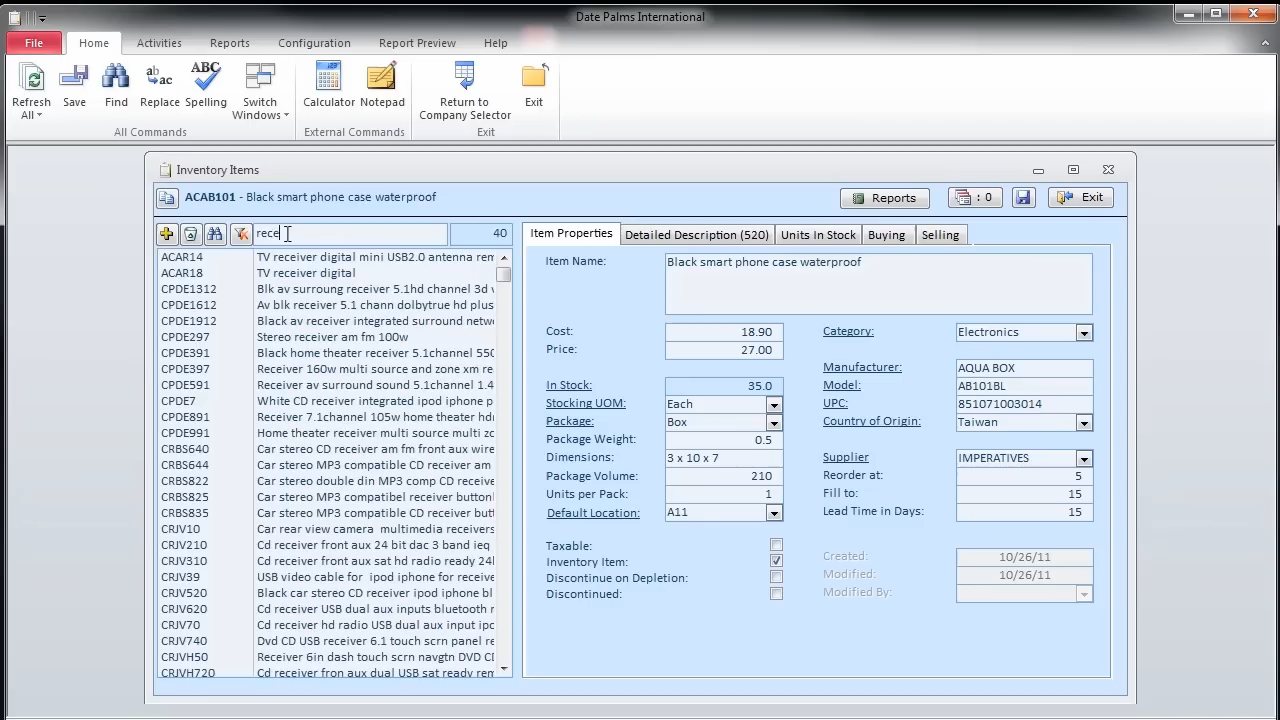 Date Palms International
File Home Activities Reports Configuration Report Preview Help
Refresh All Save Find Replace Spelling Switch Windows Calculator Notepad Return to Company Selector Exit
All Commands External Commands Exit
Inventory Items
ACAB101 - Black smart phone case waterproof
Reports : 0 Exit
rece 40
ACAR14 TV receiver digital mini USB2.0 antenna rem
ACAR18 TV receiver digital
CPDE1312 Blk av surroung receiver 5.1hd channel 3d v
CPDE1612 Av blk receiver 5.1 chann dolbytrue hd plus
CPDE1912 Black av receiver integrated surround netw
CPDE297 Stereo receiver am fm 100w
CPDE391 Black home theater receiver 5.1channel 550
CPDE397 Receiver 160w multi source and zone xm re
CPDE591 Receiver av surround sound 5.1channel 1.4
CPDE7 White CD receiver integrated ipod iphone p
CPDE891 Receiver 7.1channel 105w home theater hd
CPDE991 Home theater receiver multi source multi zo
CRBS640 Car stereo CD receiver am fm front aux wire
CRBS644 Car stereo MP3 compatible CD receiver am
CRBS822 Car stereo double din MP3 comp CD receive
CRBS825 Car stereo MP3 compatibel receiver button
CRBS835 Car stereo MP3 compatible CD receiver but
CRJV10 Car rear view camera multimedia receivers
CRJV210 Cd receiver front aux 24 bit dac 3 band ieq
CRJV310 Cd receiver front aux sat hd radio ready 24
CRJV39 USB video cable for ipod iphone for receive
CRJV520 Black car stereo CD receiver ipod iphone bl
CRJV620 Cd receiver USB dual aux inputs bluetooth r
CRJV70 Cd receiver hd radio USB dual aux input ipo
CRJV740 Dvd CD USB receiver 6.1 touch scrn panel re
CRJVH50 Receiver 6in dash touch scrn navgtn DVD CD
CRJVH720 Cd receiver fron aux dual USB sat ready rem
Item Properties Detailed Description (520) Units In Stock Buying Selling
Item Name: Black smart phone case waterproof
Cost: 18.90
Price: 27.00
In Stock: 35.0
Stocking UOM: Each
Package: Box
Package Weight: 0.5
Dimensions: 3 x 10 x 7
Package Volume: 210
Units per Pack: 1
Default Location: A11
Taxable:
Inventory Item:
Discontinue on Depletion:
Discontinued:
Category: Electronics
Manufacturer: AQUA BOX
Model: AB101BL
UPC: 851071003014
Country of Origin: Taiwan
Supplier IMPERATIVES
Reorder at: 5
Fill to: 15
Lead Time in Days: 15
Created: 10/26/11
Modified: 10/26/11
Modified By: